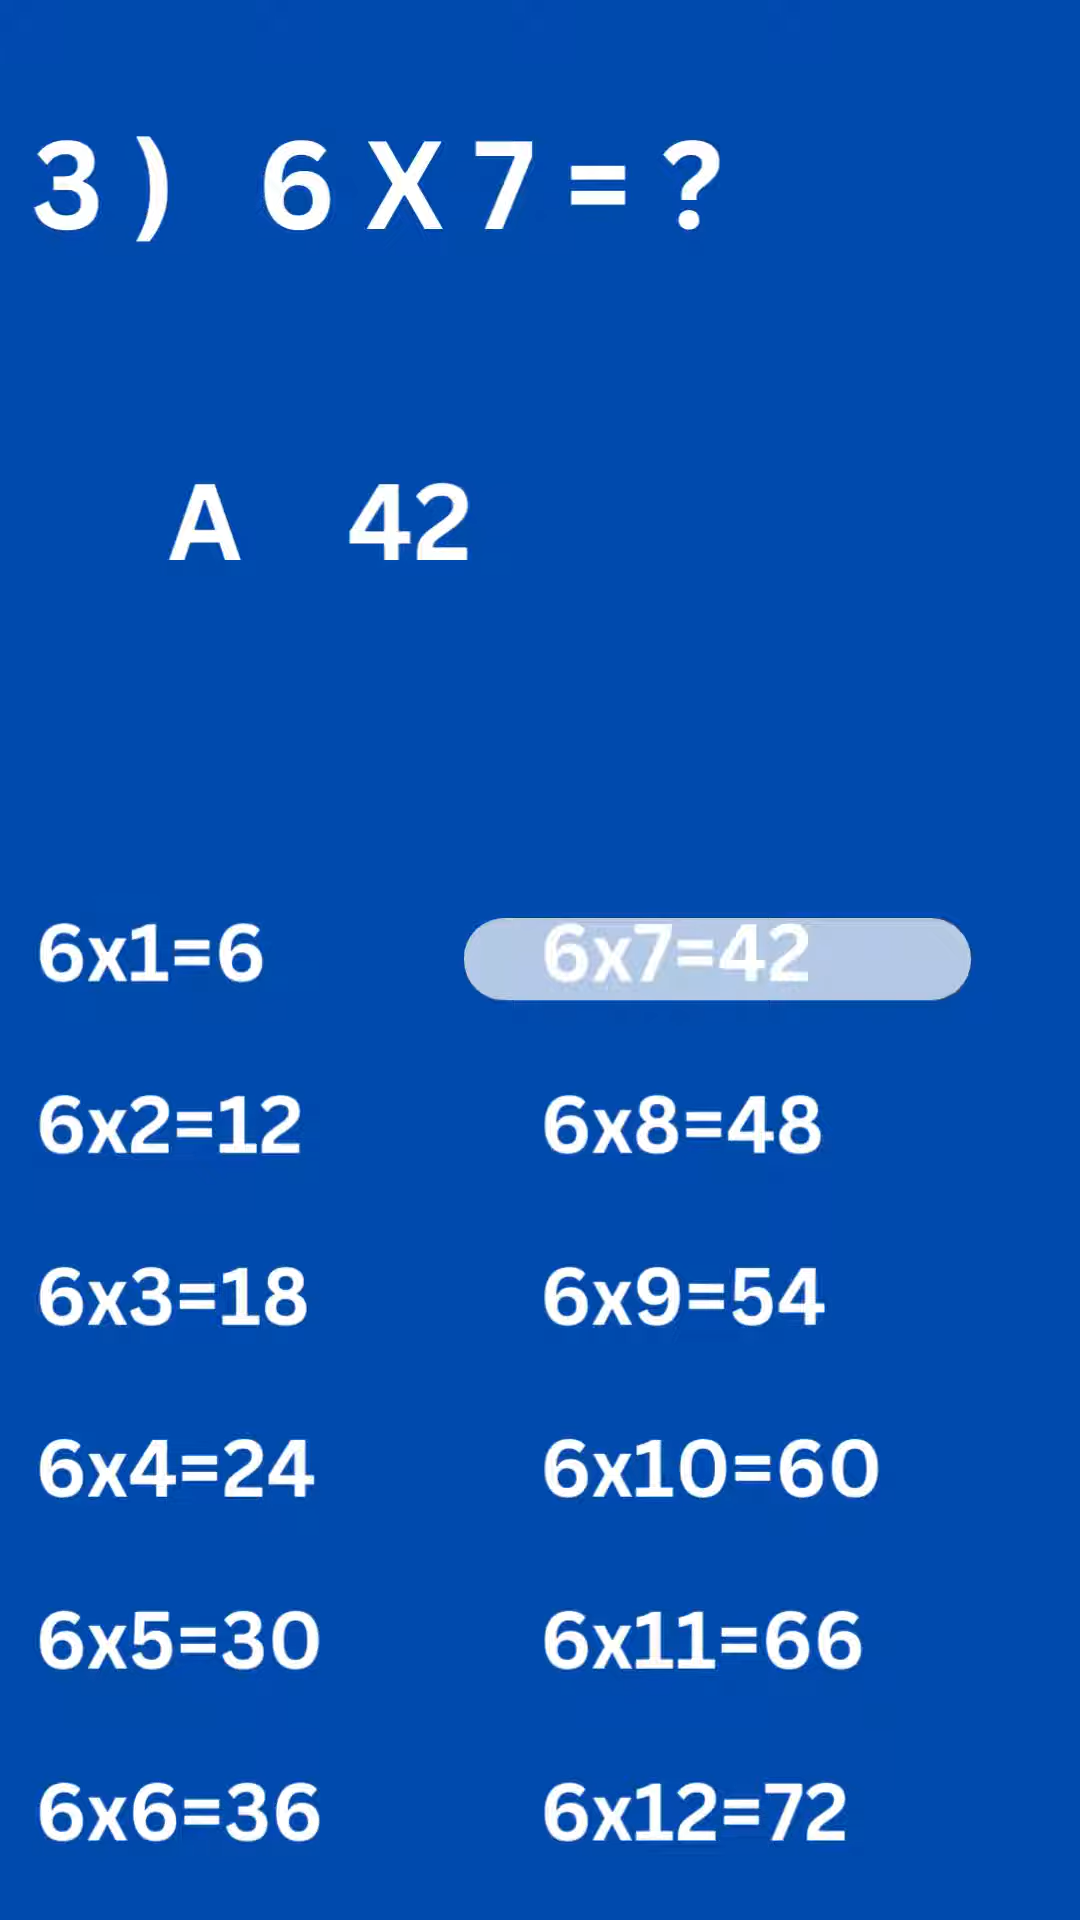 3 ) 6 X 7 = ?
A 42
6x1=6 6x7=42
6x2=12 6x8=48
6x3=18 6x9=54
6x4=24 6x10=60
6x5=30 6x11=66
6x6=36 6x12=72